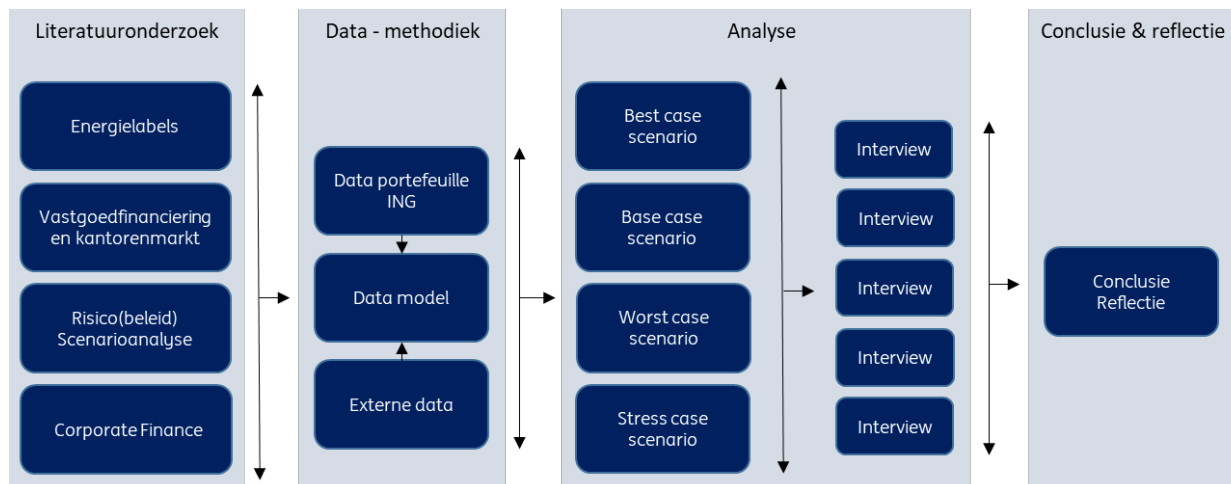 Literatuuronderzoek
Energielabels
Vastgoedfinanciering
en kantorenmarkt
Risico(beleid)
Scenarioanalyse
Corporate Finance
Data - methodiek
Data portefeuille
ING
Data model
Externe data
Analyse
Best case
scenario
Base case
scenario
Worst case
scenario
Stress case
scenario
Interview
Interview
Interview
Interview
Interview
Conclusie & reflectie
Conclusie
Reflectie